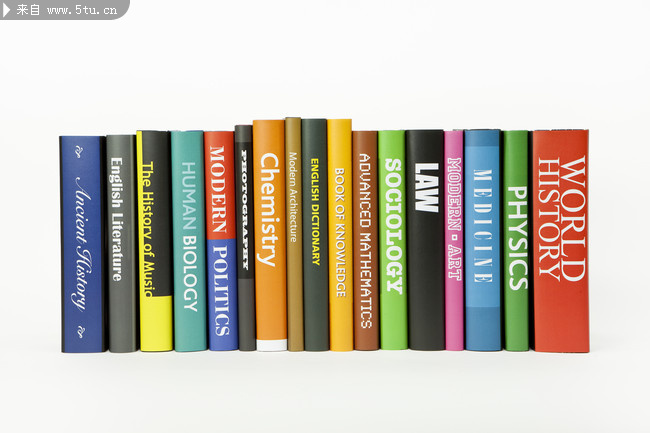 来自 www.5tu.cn
Ancient History
English Literature
The History of Music
HUMAN BIOLOGY
MODERN POLITICS
PHOTOGRAPHY
Chemistry
Modern Architecture
ENGLISH DICTIONARY
BOOK OF KNOWLEDGE
ADVANCED MATHEMATICS
SOCIOLOGY
LAW
MODERN · ART
MEDICINE
PHYSICS
WORLD
HISTORY